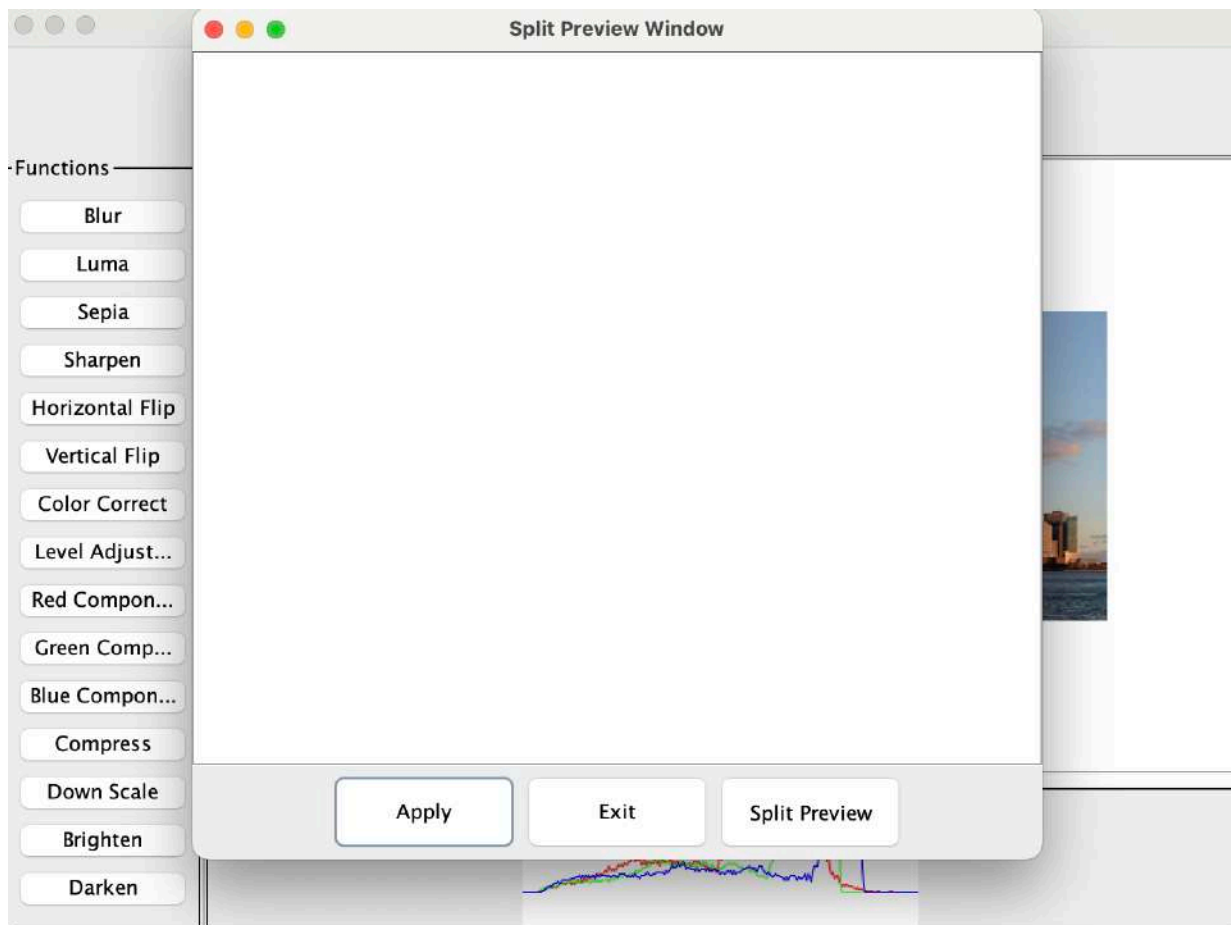 Split Preview Window
Functions
Blur
Luma
Sepia
Sharpen
Horizontal Flip
Vertical Flip
Color Correct
Level Adjust...
Red Compon...
Green Comp...
Blue Compon...
Compress
Down Scale
Brighten
Darken
Apply
Exit
Split Preview